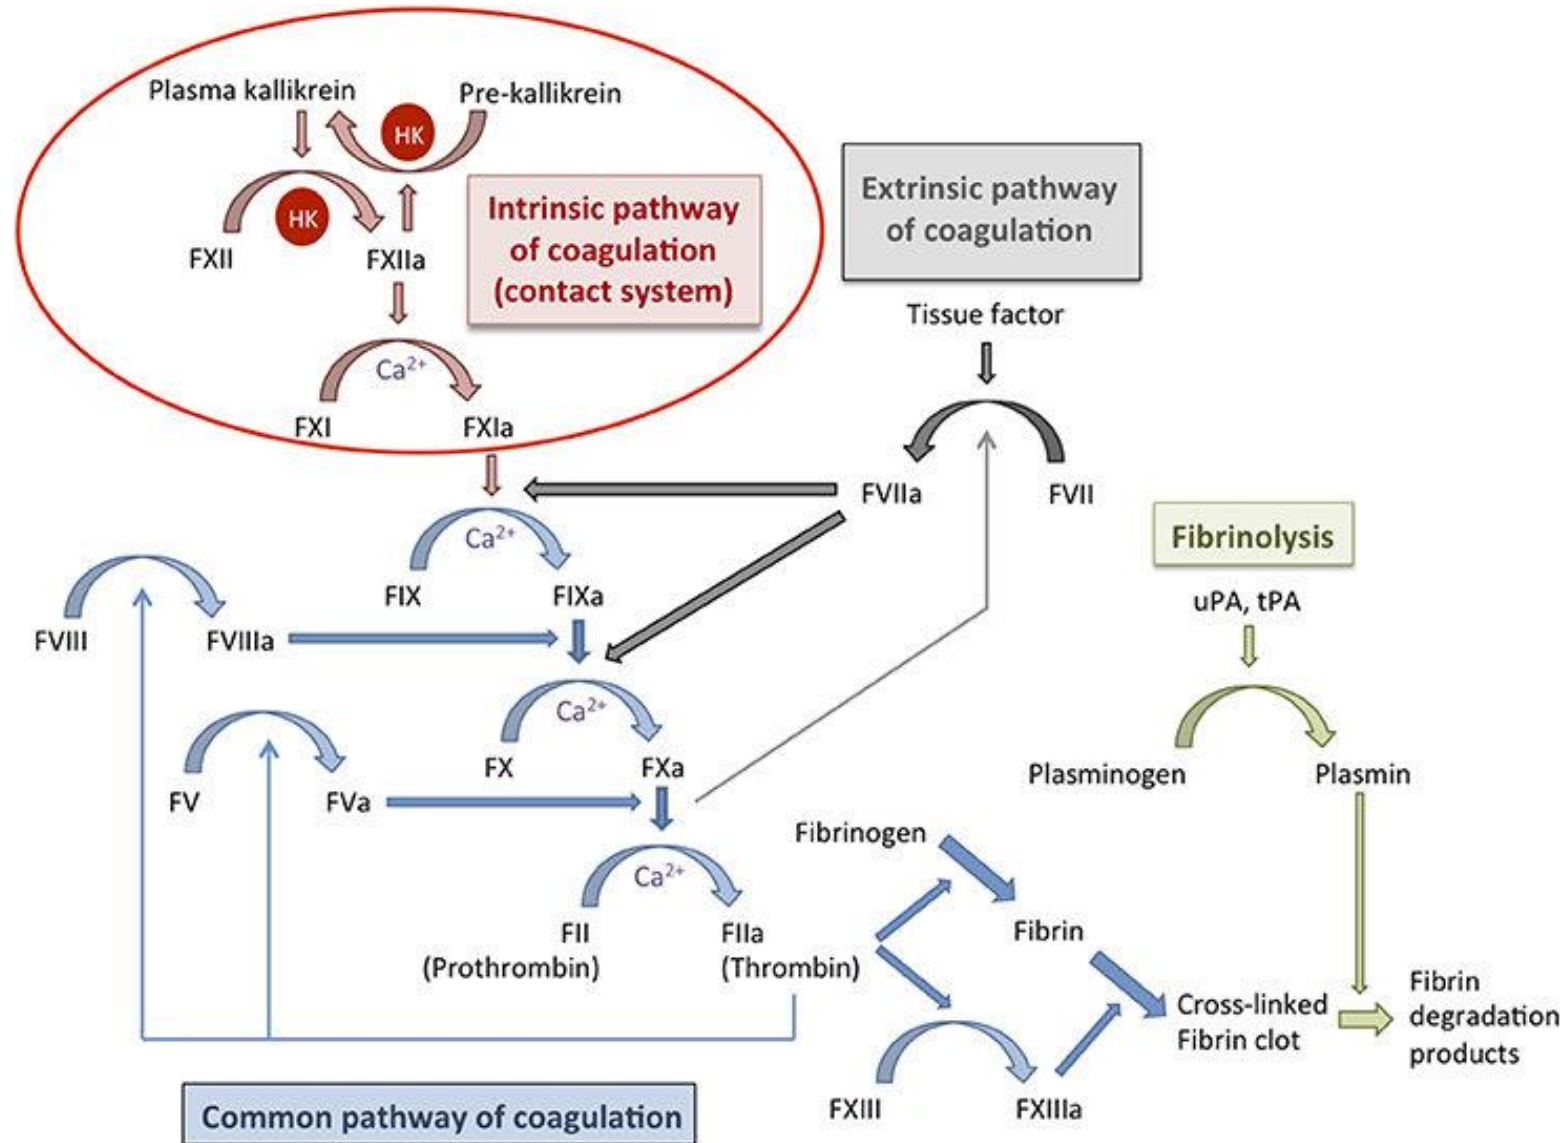 Plasma kallikrein
Pre-kallikrein
HK
HK
FXII
FXIIa
Intrinsic pathway
of coagulation
(contact system)
Ca²⁺
FXI
FXIa
Extrinsic pathway
of coagulation
Tissue factor
FVIIa
FVII
Ca²⁺
FIX
FIXa
FVIII
FVIIIa
Ca²⁺
FX
FXa
FV
FVa
Ca²⁺
FII
(Prothrombin)
FIIa
(Thrombin)
Fibrinolysis
uPA, tPA
Plasminogen
Plasmin
Fibrinogen
Fibrin
Cross-linked
Fibrin clot
Fibrin
degradation
products
FXIII
FXIIIa
Common pathway of coagulation